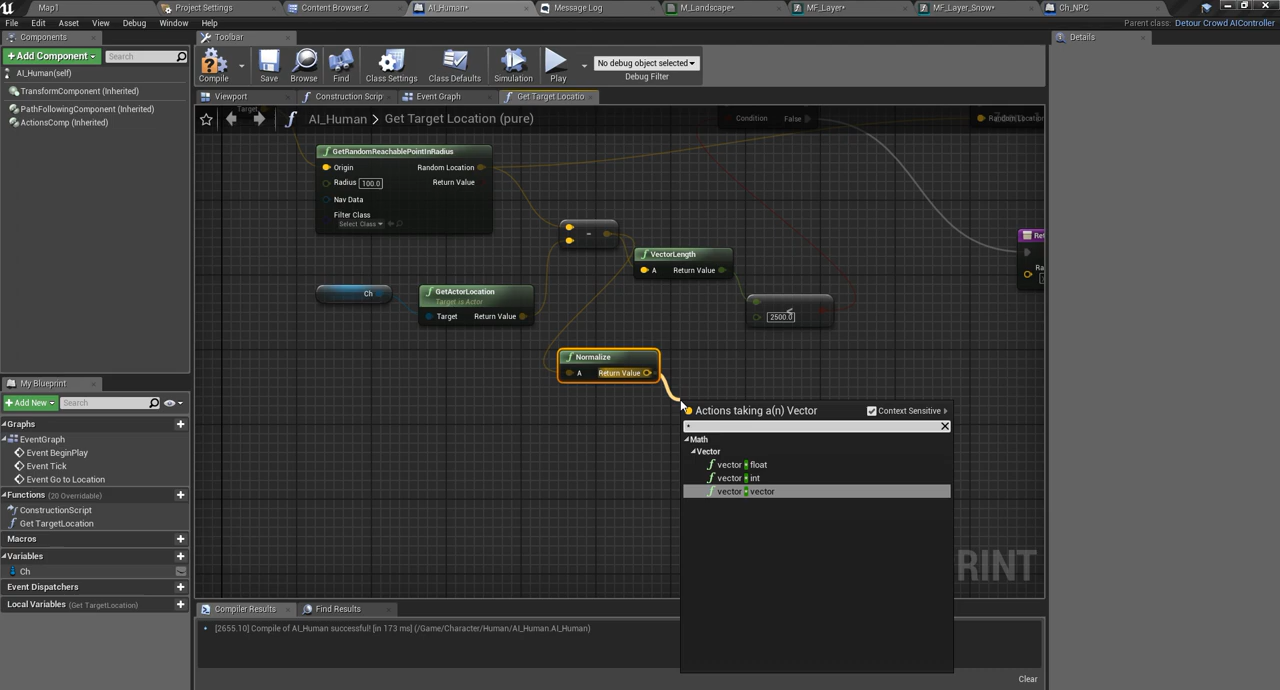 Map1
Project Settings
Content Browser 2
AI_Human*
Message Log
M_Landscape*
MF_Layer*
MF_Layer_Snow*
Ch_NPC
File Edit Asset View Debug Window Help
Parent class: Detour Crowd AIController
Components
Toolbar
Details
+ Add Component
Search
AI_Human(self)
TransformComponent (Inherited)
PathFollowingComponent (Inherited)
ActionsComp (Inherited)
Compile
Save
Browse
Find
Class Settings
Class Defaults
Simulation
Play
No debug object selected
Debug Filter
Viewport
Construction Scrip
Event Graph
Get Target Locatio
Target
AI_Human > Get Target Location (pure)
Condition False
Random Location
GetRandomReachablePointInRadius
Origin
Random Location
Radius 100.0
Return Value
Nav Data
Filter Class
Select Class
-
VectorLength
A Return Value
Ret
Ra
Ch
GetActorLocation
Target is Actor
Target Return Value
<
2500.0
Normalize
A Return Value
Actions taking a(n) Vector
Context Sensitive
*
Math
Vector
vector * float
vector * int
vector * vector
My Blueprint
+ Add New
Search
Graphs
EventGraph
Event BeginPlay
Event Tick
Event Go to Location
Functions (20 Overridable)
ConstructionScript
Get TargetLocation
Macros
Variables
Ch
Event Dispatchers
Local Variables (Get TargetLocation)
RINT
Compiler Results
Find Results
[2655.10] Compile of AI_Human successful! [in 173 ms] (/Game/Character/Human/AI_Human.AI_Human)
Clear